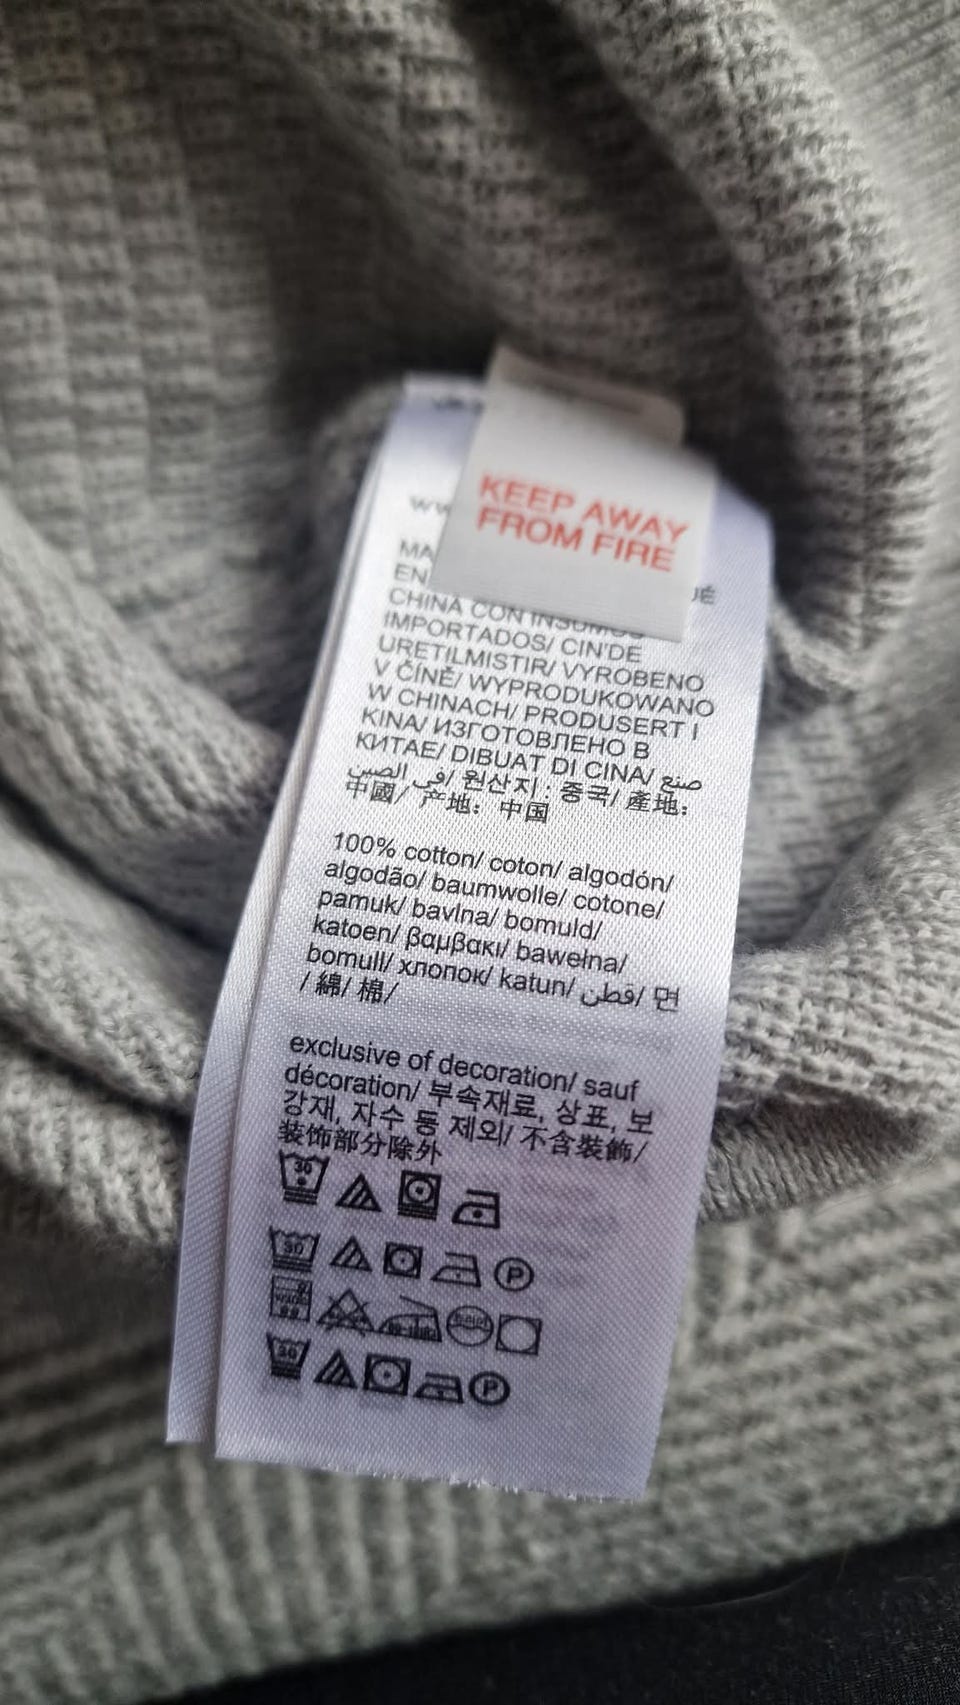 KEEP AWAY
FROM FIRE
CHINA CON INSUMOS
IMPORTADOS/ CIN'DE
URETILMISTIR/ VYROBENO
V ČÍNĚ/ WYPRODUKOWANO
W CHINACH/ PRODUSERT I
KINA/ ИЗГОТОВЛЕНО В
КИТАЕ/ DIBUAT DI CINA/ صنع
في الصين/ 원산지 : 중국/ 產地:
中國/ 产地: 中国
100% cotton/ coton/ algodón/
algodão/ baumwolle/ cotone/
pamuk/ bavlna/ bomuld/
katoen/ βαμβακι/ bawełna/
bomull/ хлопок/ katun/ قطن/ 면
/ 綿/ 棉/
exclusive of decoration/ sauf
décoration/ 부속재료, 상표, 보
강재, 자수 등 제외/ 不含裝飾/
装饰部分除外
30
30 P
30 P